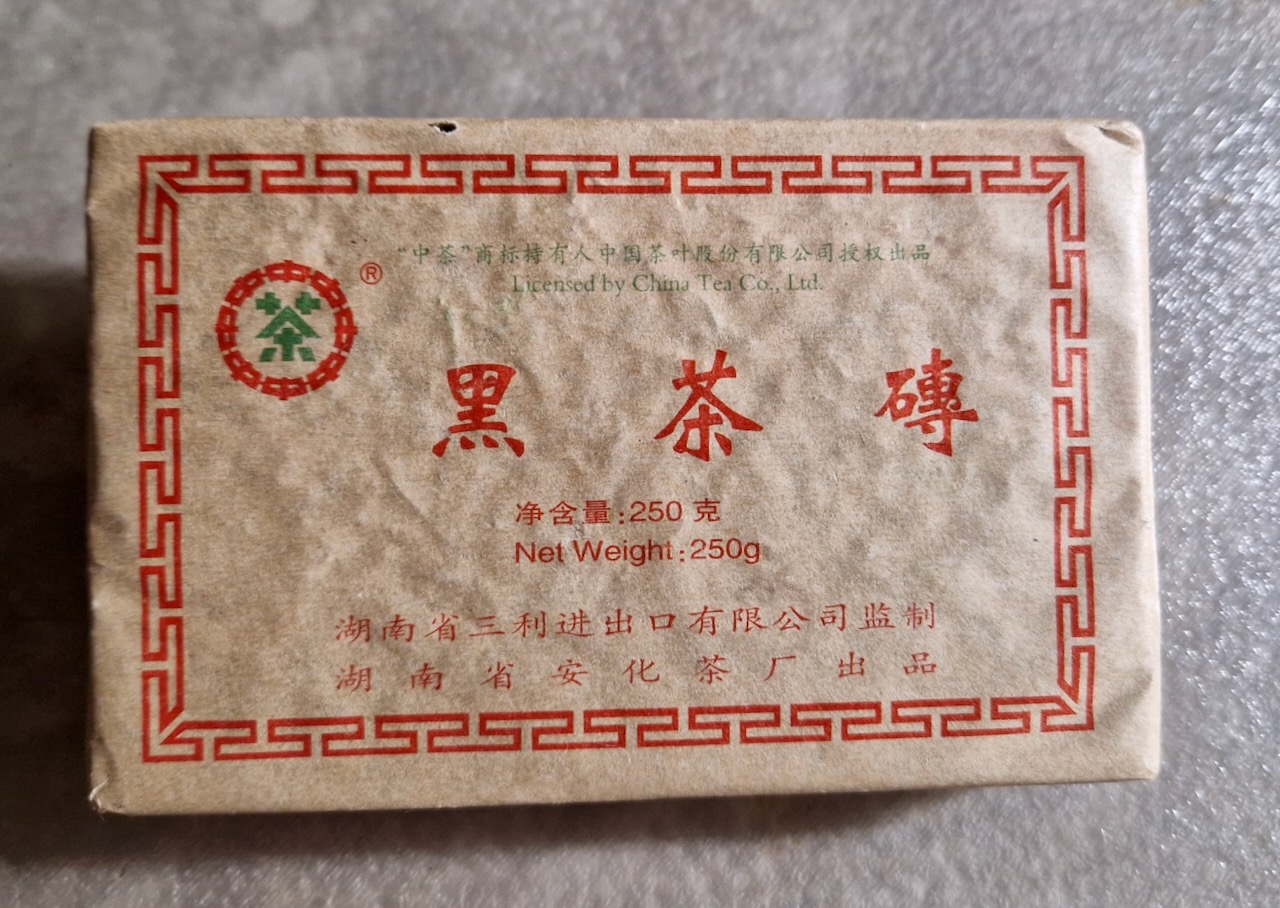 “中茶”商标持有人中国茶叶股份有限公司授权出品
Licensed by China Tea Co., Ltd.
茶
®
黑茶磚
净含量:250 克
Net Weight:250g
湖南省三利进出口有限公司监制
湖南省安化茶厂出品